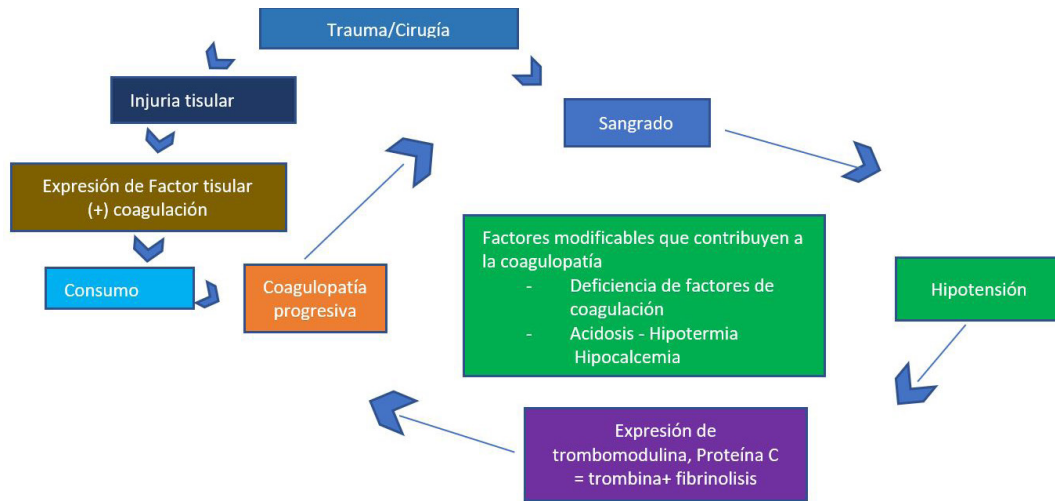 Trauma/Cirugía
Injuria tisular
Sangrado
Expresión de Factor tisular
(+) coagulación
Factores modificables que contribuyen a
la coagulopatía
- Deficiencia de factores de
coagulación
- Acidosis - Hipotermia
Hipocalcemia
Consumo
Coagulopatía
progresiva
Hipotensión
Expresión de
trombomodulina, Proteína C
= trombina+ fibrinolisis